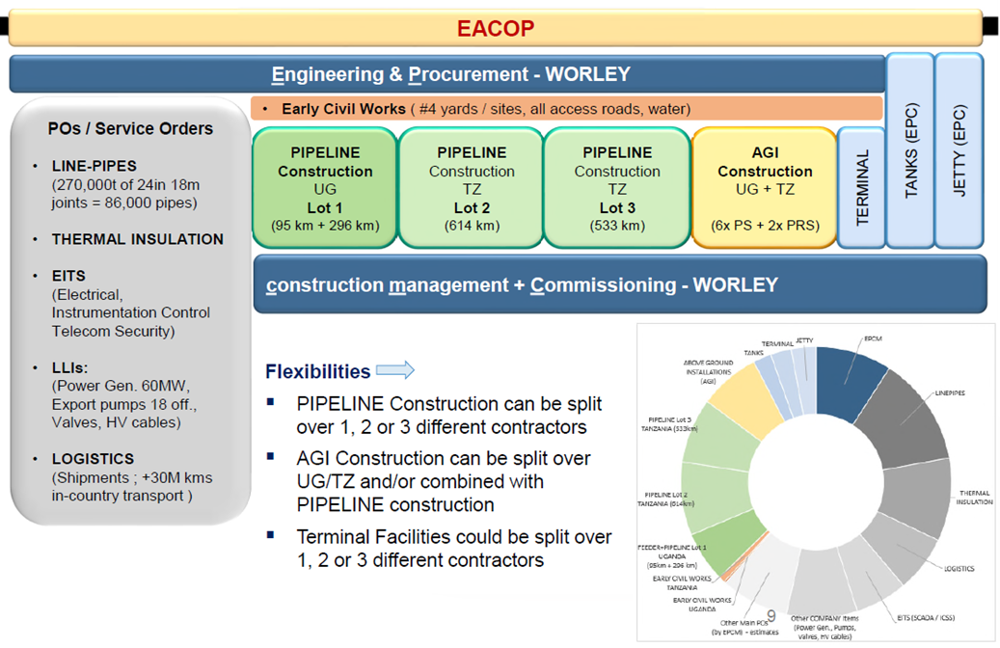 EACOP
Engineering & Procurement - WORLEY
• Early Civil Works ( #4 yards / sites, all access roads, water)
POs / Service Orders
• LINE-PIPES
(270,000t of 24in 18m
joints = 86,000 pipes)
• THERMAL INSULATION
• EITS
(Electrical,
Instrumentation Control
Telecom Security)
• LLIs:
(Power Gen. 60MW,
Export pumps 18 off.,
Valves, HV cables)
• LOGISTICS
(Shipments ; +30M kms
in-country transport )
PIPELINE
Construction
UG
Lot 1
(95 km + 296 km)
PIPELINE
Construction
TZ
Lot 2
(614 km)
PIPELINE
Construction
TZ
Lot 3
(533 km)
AGI
Construction
UG + TZ
(6x PS + 2x PRS)
TERMINAL
TANKS (EPC)
JETTY (EPC)
construction management + Commissioning - WORLEY
Flexibilities
▪ PIPELINE Construction can be split
over 1, 2 or 3 different contractors
▪ AGI Construction can be split over
UG/TZ and/or combined with
PIPELINE construction
▪ Terminal Facilities could be split over
1, 2 or 3 different contractors
EPCM
LINEPIPES
THERMAL
INSULATION
LOGISTICS
EITS (SCADA / ICSS)
Other COMPANY items
(Power Gen., Pumps,
Valves, HV cables)
9
Other Main POs
(by EPCM) - estimates
EARLY CIVIL WORKS
UGANDA
EARLY CIVIL WORKS
TANZANIA
FEEDER+PIPELINE Lot 1
UGANDA
(95km + 296 km)
PIPELINE Lot 2
TANZANIA (614km)
PIPELINE Lot 3
TANZANIA (533km)
ABOVE GROUND
INSTALLATIONS
(AGI)
TANKS
TERMINAL
JETTY